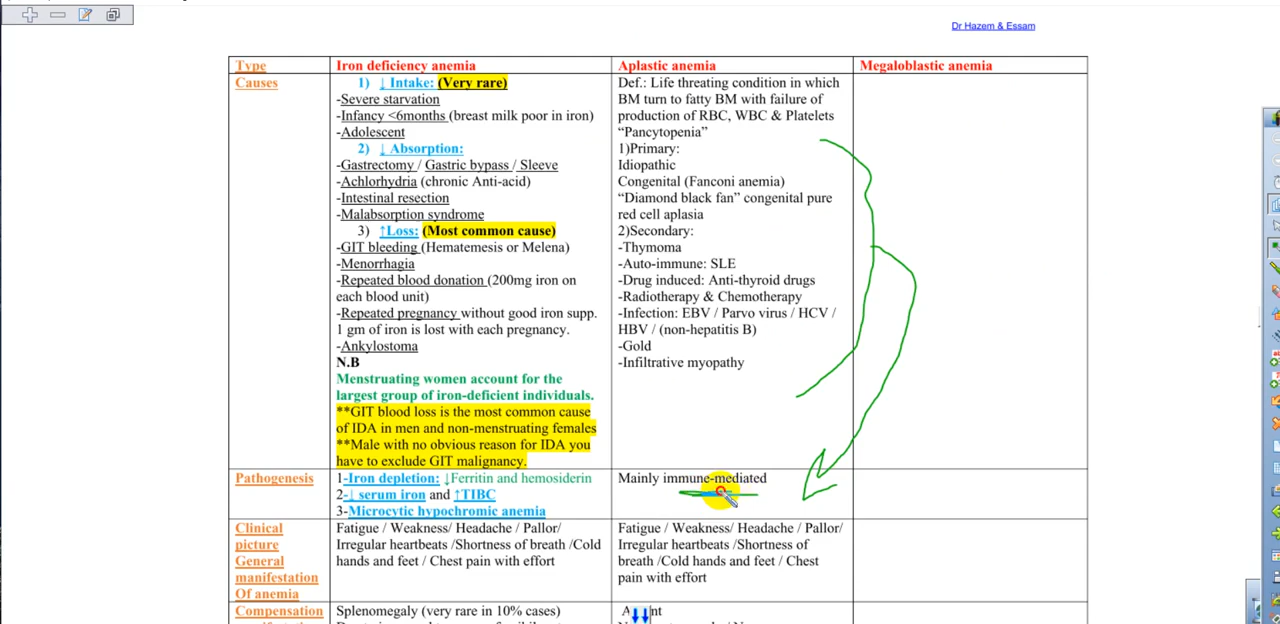 Dr Hazem & Essam
Type
Iron deficiency anemia
Aplastic anemia
Megaloblastic anemia
Causes
1) ↓ Intake: (Very rare)
-Severe starvation
-Infancy <6months (breast milk poor in iron)
-Adolescent
2) ↓ Absorption:
-Gastrectomy / Gastric bypass / Sleeve
-Achlorhydria (chronic Anti-acid)
-Intestinal resection
-Malabsorption syndrome
3) ↑Loss: (Most common cause)
-GIT bleeding (Hematemesis or Melena)
-Menorrhagia
-Repeated blood donation (200mg iron on
each blood unit)
-Repeated pregnancy without good iron supp.
1 gm of iron is lost with each pregnancy.
-Ankylostoma
N.B
Menstruating women account for the
largest group of iron-deficient individuals.
**GIT blood loss is the most common cause
of IDA in men and non-menstruating females
**Male with no obvious reason for IDA you
have to exclude GIT malignancy.
Def.: Life threating condition in which
BM turn to fatty BM with failure of
production of RBC, WBC & Platelets
“Pancytopenia”
1)Primary:
Idiopathic
Congenital (Fanconi anemia)
“Diamond black fan” congenital pure
red cell aplasia
2)Secondary:
-Thymoma
-Auto-immune: SLE
-Drug induced: Anti-thyroid drugs
-Radiotherapy & Chemotherapy
-Infection: EBV / Parvo virus / HCV /
HBV / (non-hepatitis B)
-Gold
-Infiltrative myopathy
Pathogenesis
1-Iron depletion: ↓Ferritin and hemosiderin
2-↓ serum iron and ↑TIBC
3-Microcytic hypochromic anemia
Mainly immune-mediated
Clinical
picture
General
manifestation
Of anemia
Fatigue / Weakness/ Headache / Pallor/
Irregular heartbeats /Shortness of breath /Cold
hands and feet / Chest pain with effort
Fatigue / Weakness/ Headache / Pallor/
Irregular heartbeats /Shortness of
breath /Cold hands and feet / Chest
pain with effort
Compensation
Splenomegaly (very rare in 10% cases)